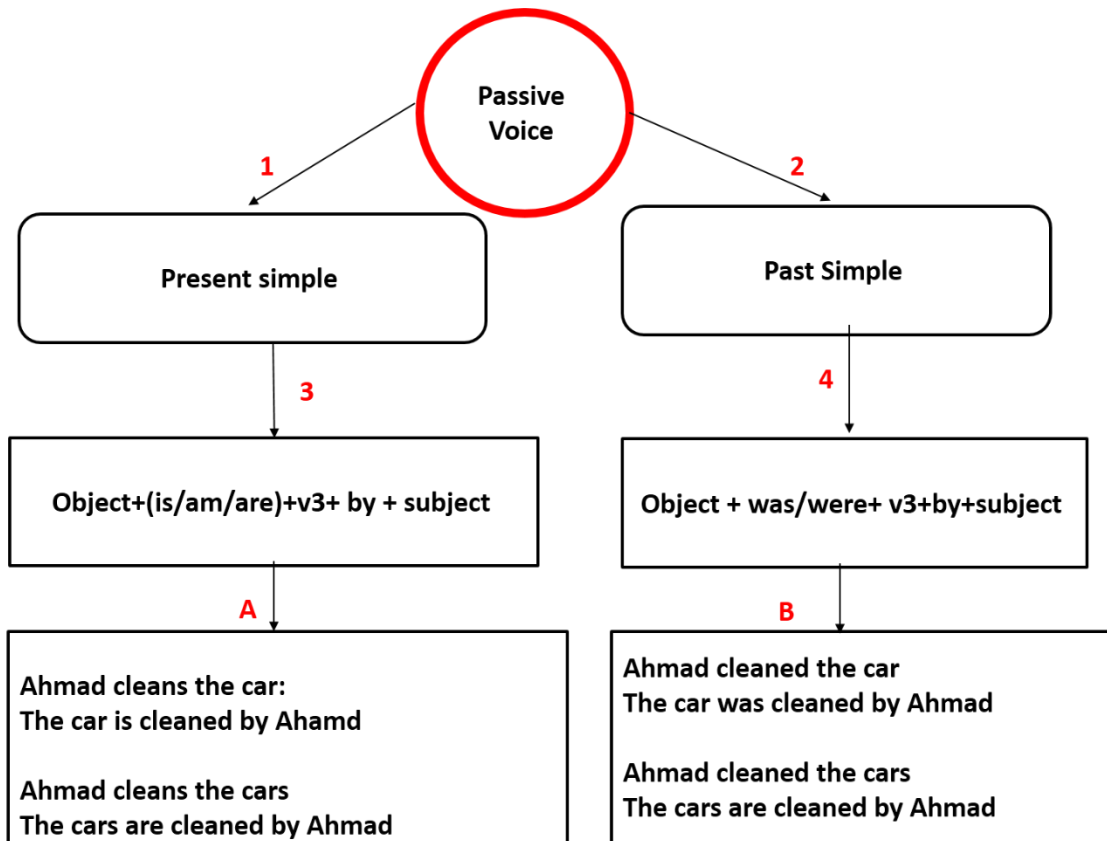 Passive
Voice
1
2
Present simple
Past Simple
3
4
Object+(is/am/are)+v3+ by + subject
Object + was/were+ v3+by+subject
A
B
Ahmad cleans the car:
The car is cleaned by Ahamd
Ahmad cleans the cars
The cars are cleaned by Ahmad
Ahmad cleaned the car
The car was cleaned by Ahmad
Ahmad cleaned the cars
The cars are cleaned by Ahmad